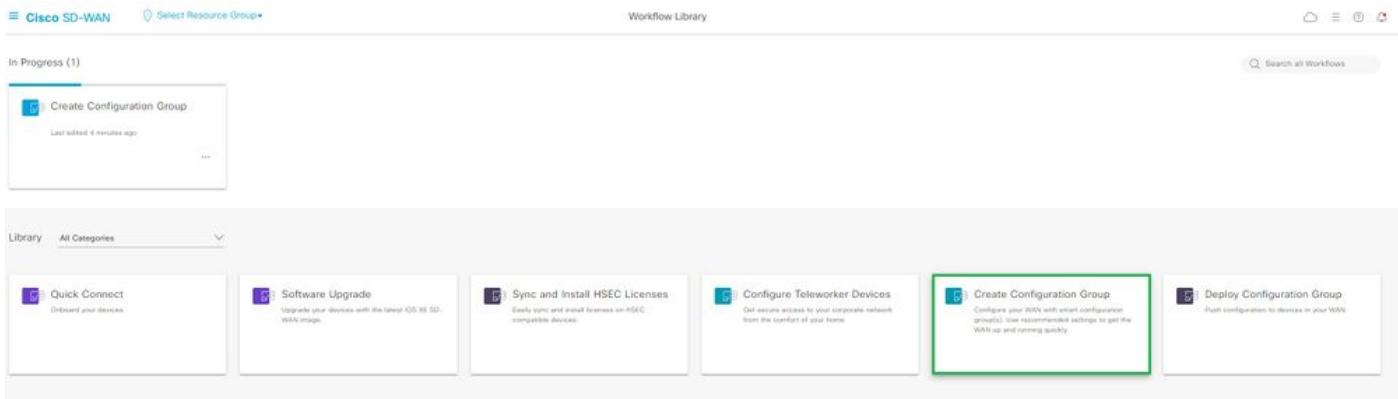 Cisco SD-WAN
Select Resource Group▾
Workflow Library
In Progress (1)
Search all Workflows
Create Configuration Group
Last edited 4 minutes ago
...
Library
All Categories
Quick Connect
Onboard your devices
Software Upgrade
Upgrade your devices with the latest IOS XE SD-
WAN image.
Sync and Install HSEC Licenses
Easily sync and install licenses on HSEC
compatible devices.
Configure Teleworker Devices
Get secure access to your corporate network
from the comfort of your home
Create Configuration Group
Configure your WAN with smart configuration
group(s). Use recommended settings to get the
WAN up and running quickly
Deploy Configuration Group
Push configuration to devices in your WAN